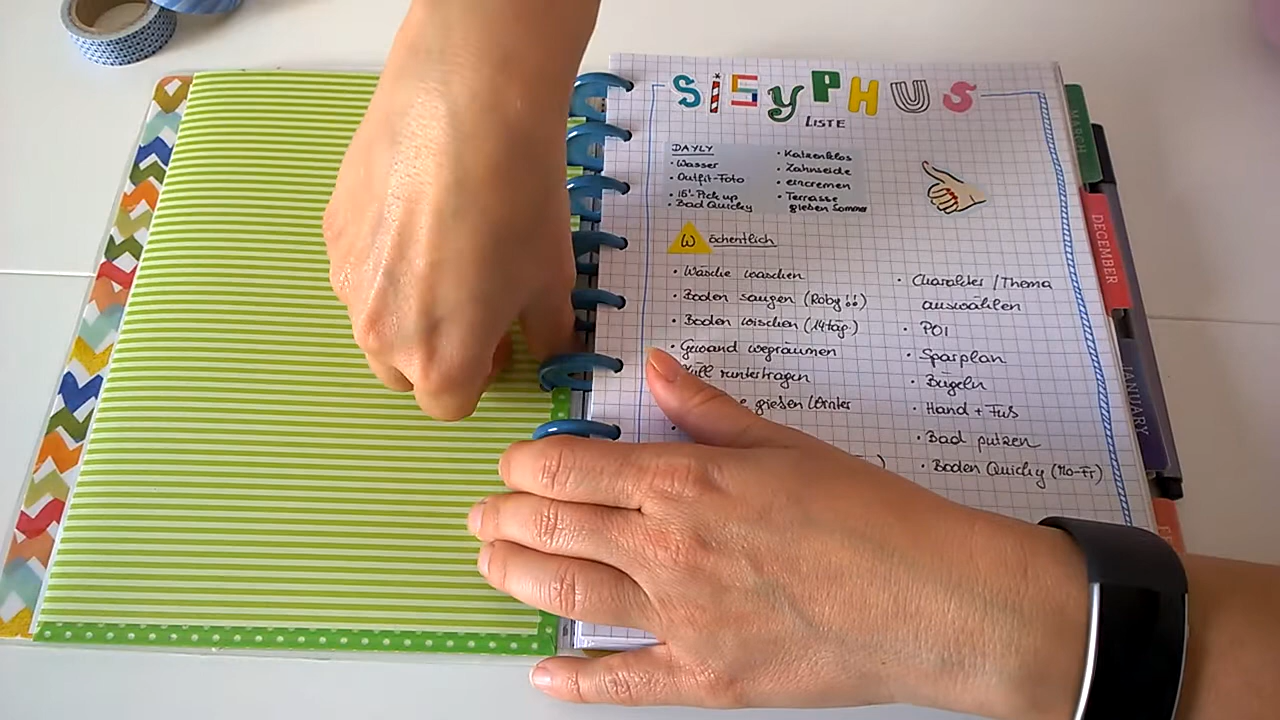 SiSyPHUS
LISTE
DAYLY
• Wasser
• Outfit-Foto
• 15'-Pick up
• Bad Quicky
• Katzenklos
• Zahnseide
• eincremen
• Terrasse
gießen Sommer
Wöchentlich
• Wäsche waschen
• Boden saugen (Roby!!)
• Boden wischen (14täg.)
• Gewand wegräumen
Müll runtertragen
gießen Winter
• Charakter / Thema
auswählen
• POI
• Sparplan
• Bügeln
• Hand + Fuß
• Bad putzen
• Boden Quicky (Mo-Fr)
MARCH
DECEMBER
JANUARY